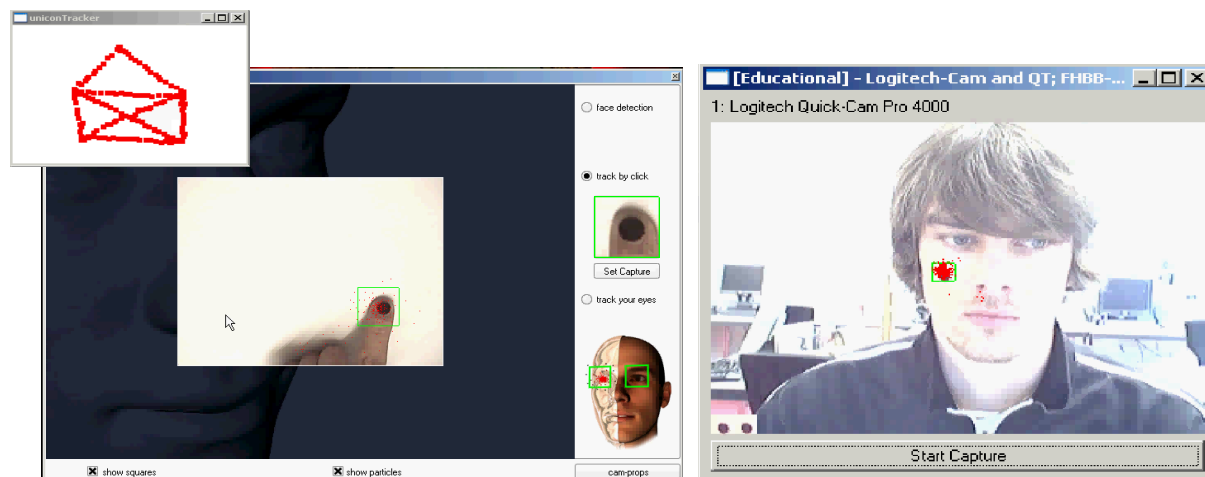 uniconTracker
face detection
track by click
Set Capture
track your eyes
show squares
show particles
cam-props
[Educational] - Logitech-Cam and QT; FHBB-...
1: Logitech Quick-Cam Pro 4000
Start Capture